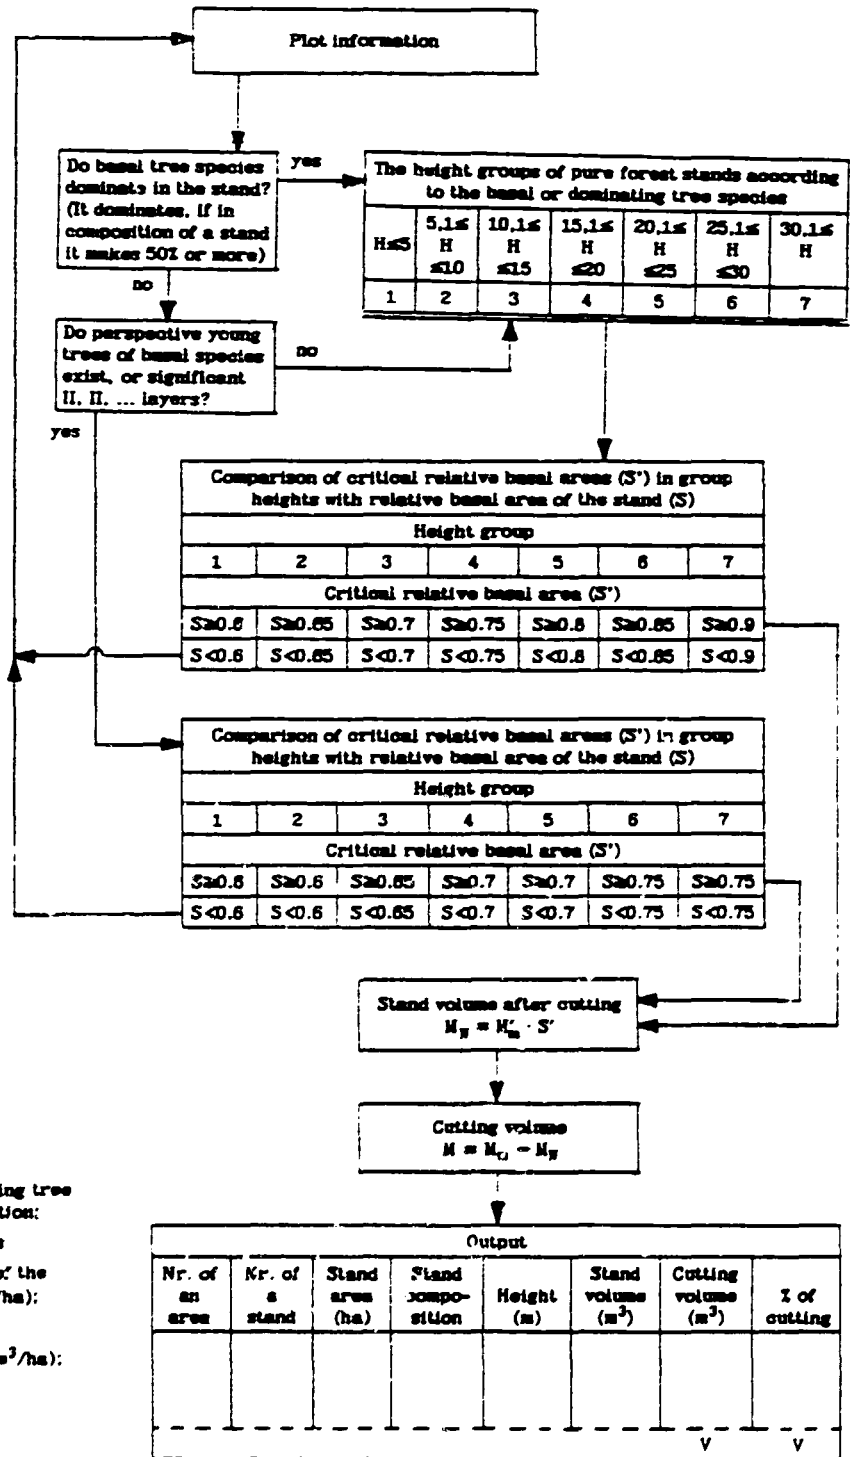 Plot information
Do basal tree species
dominate in the stand?
(It dominates, if in
composition of a stand
it makes 50% or more)
yes
no
The height groups of pure forest stands according
to the basal or dominating tree species
H≤5 | 5,1≤ H ≤10 | 10,1≤ H ≤15 | 15,1≤ H ≤20 | 20,1≤ H ≤25 | 25,1≤ H ≤30 | 30,1≤ H
1 2 3 4 5 6 7
Do perspective young
trees of basal species
exist, or significant
II, II, ... layers?
no
yes
Comparison of critical relative basal areas (S') in group
heights with relative basal area of the stand (S)
Height group
1 2 3 4 5 6 7
Critical relative basal area (S')
S≥0.6 S≥0.65 S≥0.7 S≥0.75 S≥0.8 S≥0.85 S≥0.9
S<0.6 S<0.65 S<0.7 S<0.75 S<0.8 S<0.85 S<0.9
Comparison of critical relative basal areas (S') in group
heights with relative basal area of the stand (S)
Height group
1 2 3 4 5 6 7
Critical relative basal area (S')
S≥0.6 S≥0.6 S≥0.65 S≥0.7 S≥0.7 S≥0.75 S≥0.75
S<0.6 S<0.6 S<0.65 S<0.7 S<0.7 S<0.75 S<0.75
Stand volume after cutting
= · S'
Cutting volume
M =
ing tree
tion:
s
of the
/ha):
m³/ha):
Output
Nr. of an area | Nr. of a stand | Stand area (ha) | Stand compo- sition | Height (m) | Stand volume (m³) | Cutting volume (m³) | % of cutting
V V